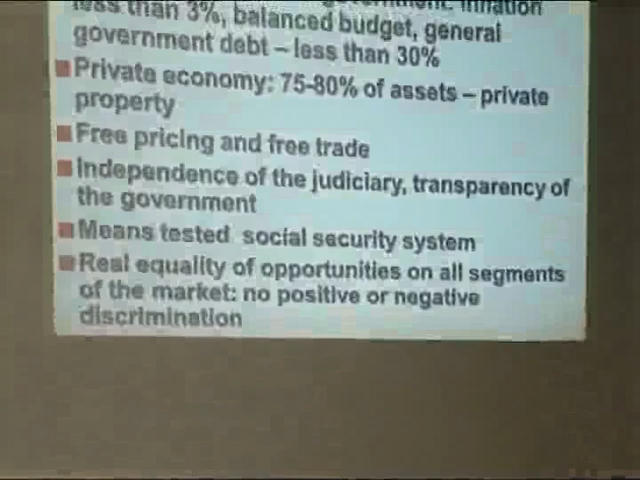 inflation
less than 3%, balanced budget, general
government debt – less than 30%
Private economy: 75-80% of assets – private
property
Free pricing and free trade
Independence of the judiciary, transparency of
the government
Means tested social security system
Real equality of opportunities on all segments
of the market: no positive or negative
discrimination